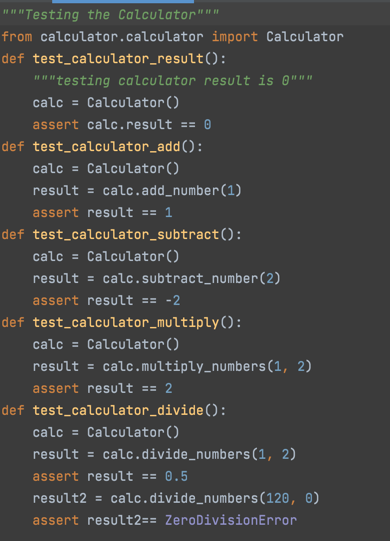 """Testing the Calculator"""
from calculator.calculator import Calculator
def test_calculator_result():
    """testing calculator result is 0"""
    calc = Calculator()
    assert calc.result == 0
def test_calculator_add():
    calc = Calculator()
    result = calc.add_number(1)
    assert result == 1
def test_calculator_subtract():
    calc = Calculator()
    result = calc.subtract_number(2)
    assert result == -2
def test_calculator_multiply():
    calc = Calculator()
    result = calc.multiply_numbers(1, 2)
    assert result == 2
def test_calculator_divide():
    calc = Calculator()
    result = calc.divide_numbers(1, 2)
    assert result == 0.5
    result2 = calc.divide_numbers(120, 0)
    assert result2== ZeroDivisionError